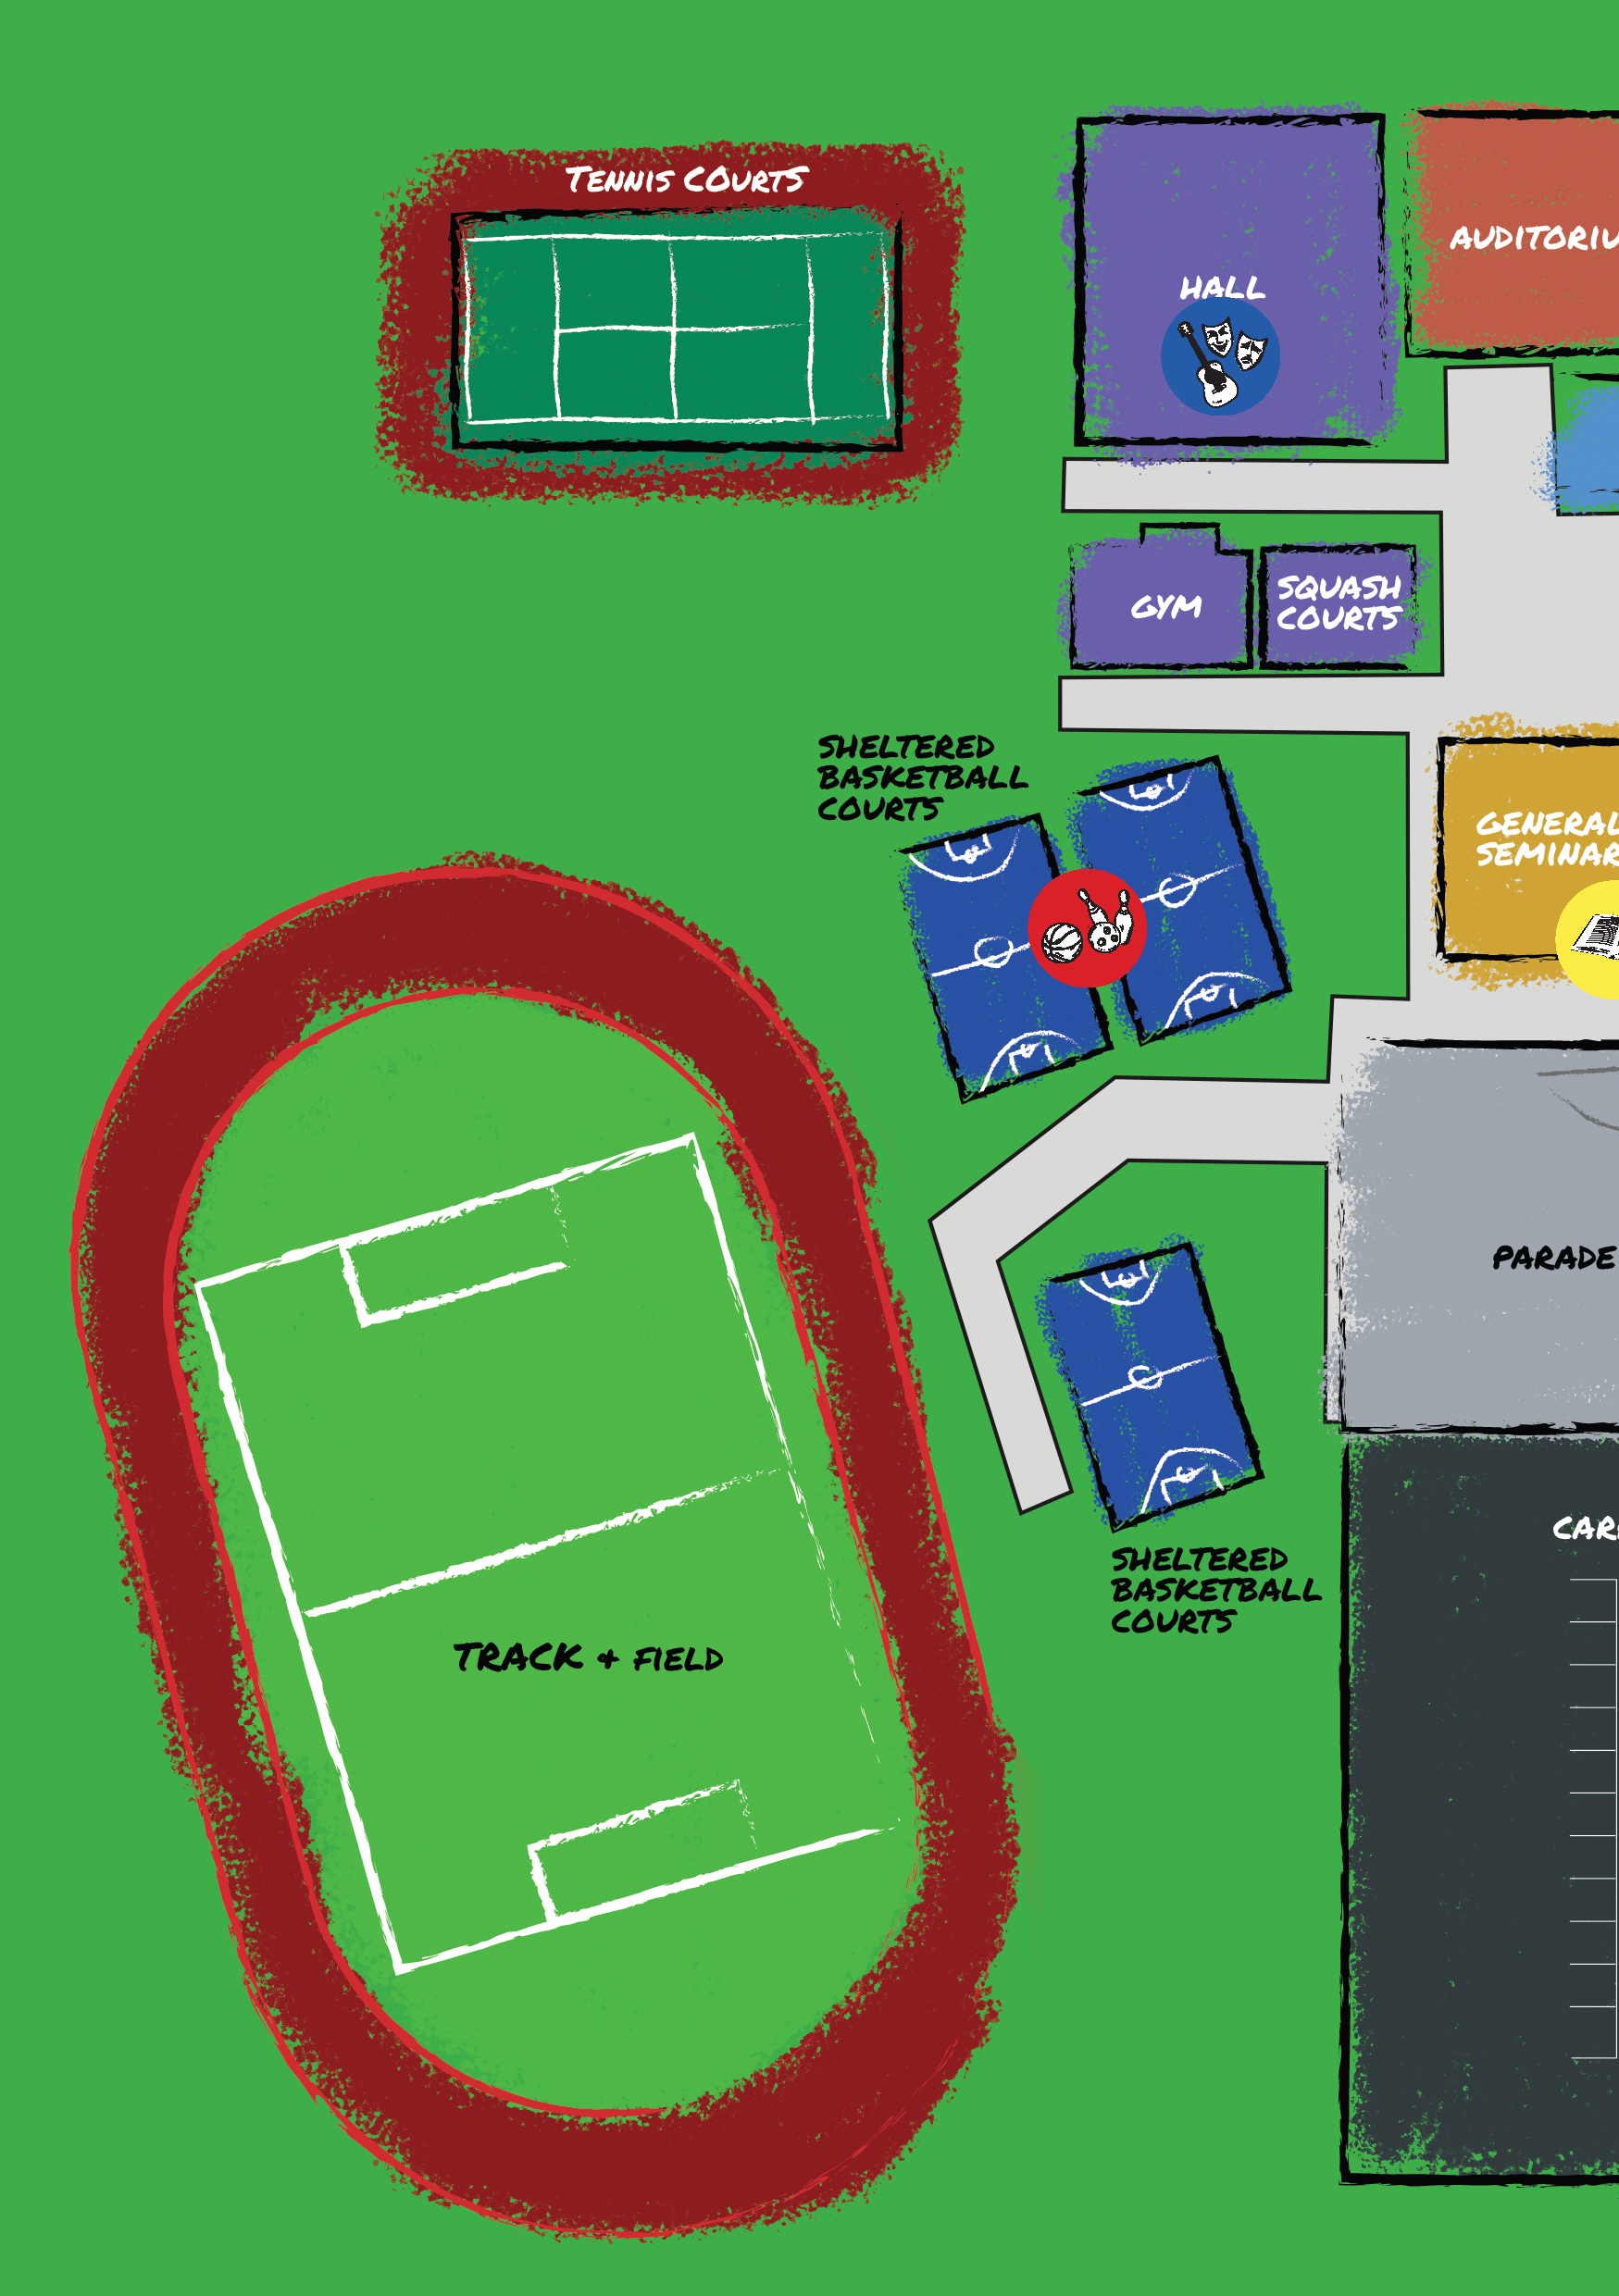 TENNIS COURTS
HALL
AUDITORIU
GYM
SQUASH
COURTS
SHELTERED
BASKETBALL
COURTS
GENERAL
SEMINAR
PARADE
CAR
SHELTERED
BASKETBALL
COURTS
TRACK + FIELD